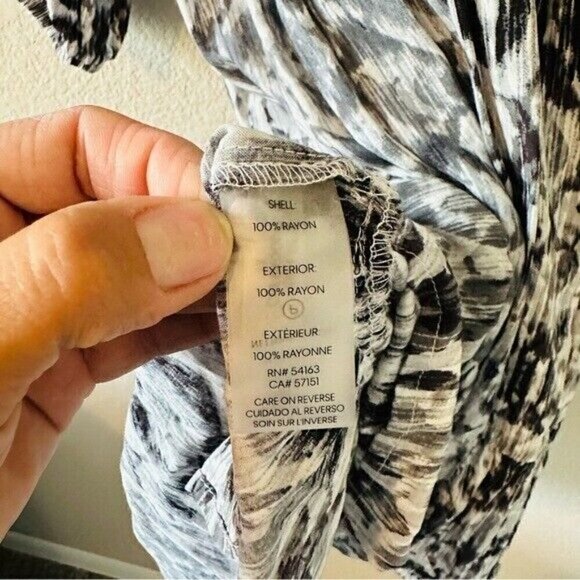 SHELL
100% RAYON
EXTERIOR:
100% RAYON
EXTÉRIEUR
100% RAYONNE
RN# 54163
CA# 57151
CARE ON REVERSE
CUIDADO AL REVERSO
SOIN SUR L'INVERSE